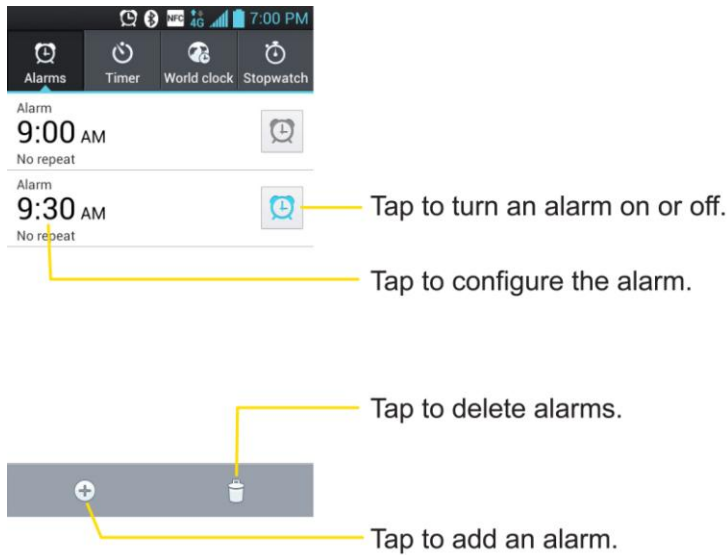 NFC 4G 7:00 PM
Alarms Timer World clock Stopwatch
Alarm
9:00 AM
No repeat
Alarm
9:30 AM
No repeat
Tap to turn an alarm on or off.
Tap to configure the alarm.
Tap to delete alarms.
Tap to add an alarm.